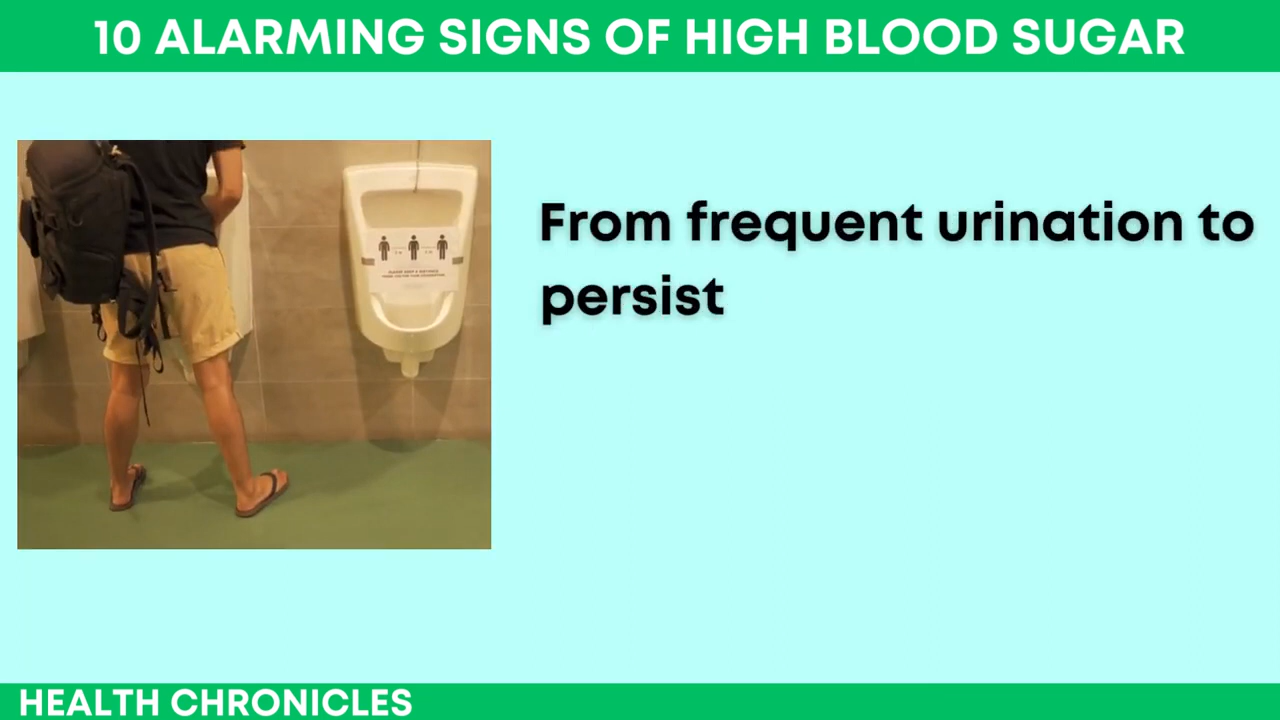 10 ALARMING SIGNS OF HIGH BLOOD SUGAR
From frequent urination to
persist
HEALTH CHRONICLES